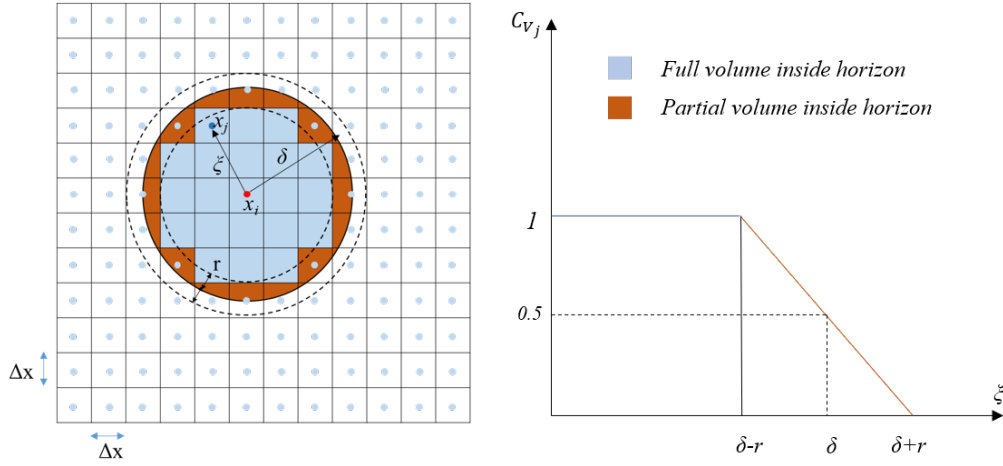 x_j
ξ
δ
x_i
r
Δx
Δx
C_{V_j}
Full volume inside horizon
Partial volume inside horizon
1
0.5
ξ
δ-r
δ
δ+r